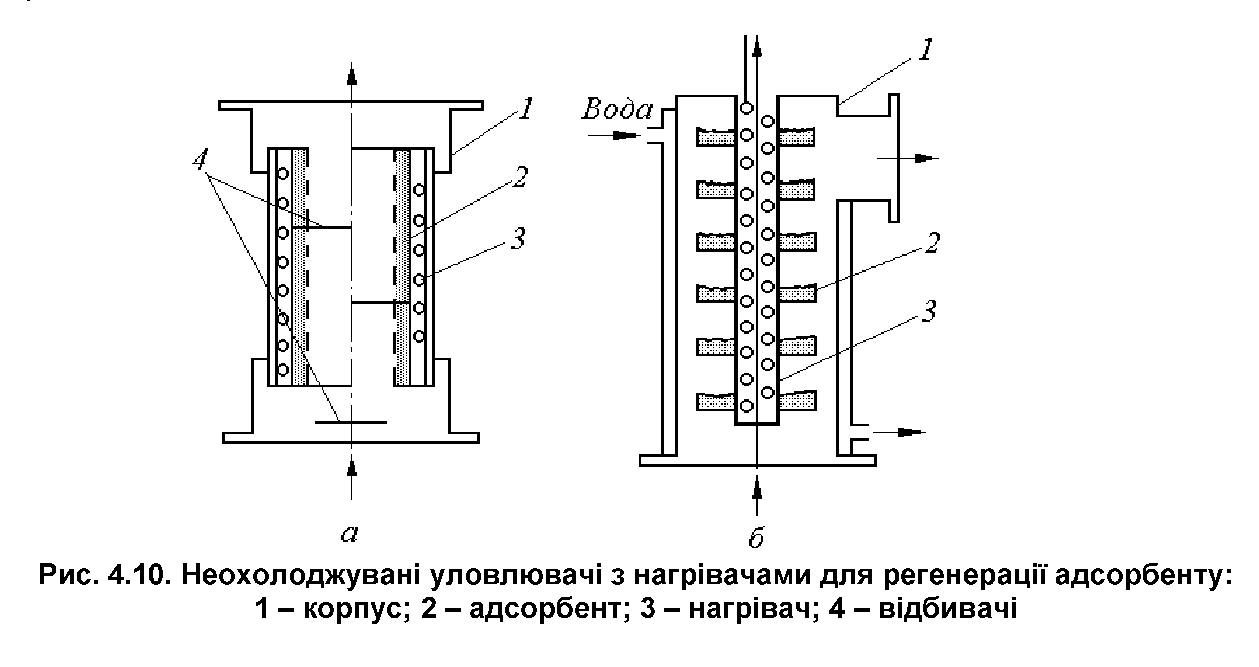 1
2
3
4
а
Вода
1
2
3
б
Рис. 4.10. Неохолоджувані уловлювачі з нагрівачами для регенерації адсорбенту:
1 – корпус; 2 – адсорбент; 3 – нагрівач; 4 – відбивачі